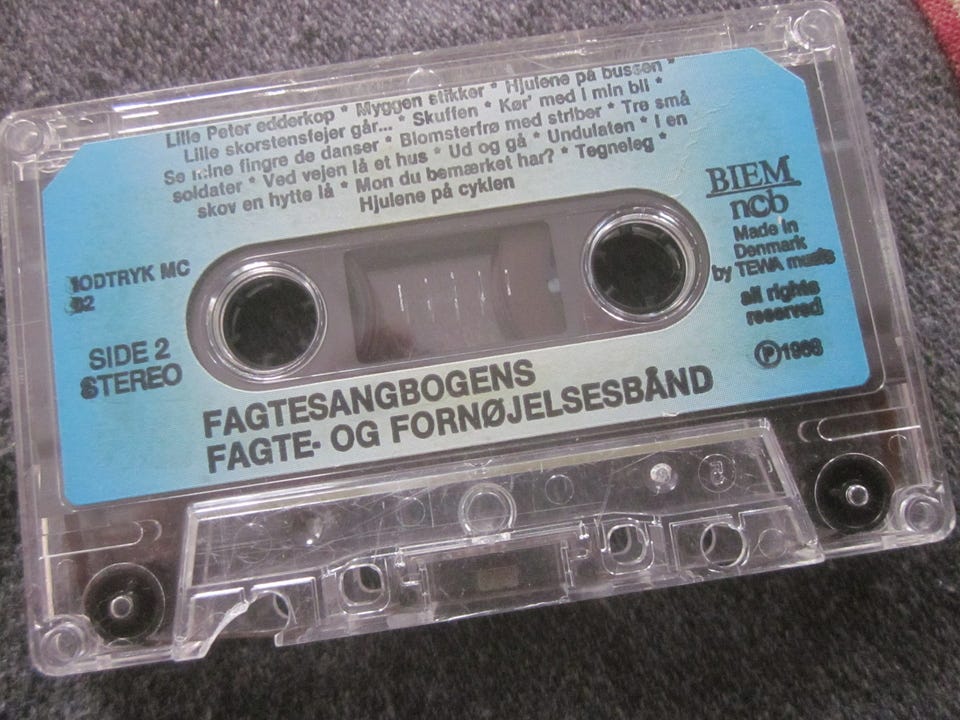 Lille Peter edderkop * Myggen stikker * Hjulene på bussen *
Lille skorstensfejer går... * Skuffen * Kør' med i min bil *
Se mine fingre de danser * Blomsterfrø med striber * Tre små
soldater * Ved vejen lå et hus * Ud og gå * Undulaten * I en
skov en hytte lå * Mon du bemærket har? * Tegneleg *
Hjulene på cyklen
BIEM
ncb
Made in
Denmark
by TEWA music
all rights
reserved
MC
SIDE 2
STEREO
FAGTESANGBOGENS
FAGTE- OG FORNØJELSESBÅND